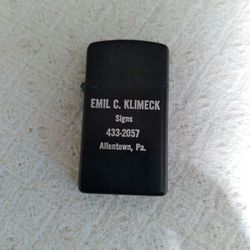 EMIL C. KLIMECK
Signs
433-2057
Allentown, Pa.